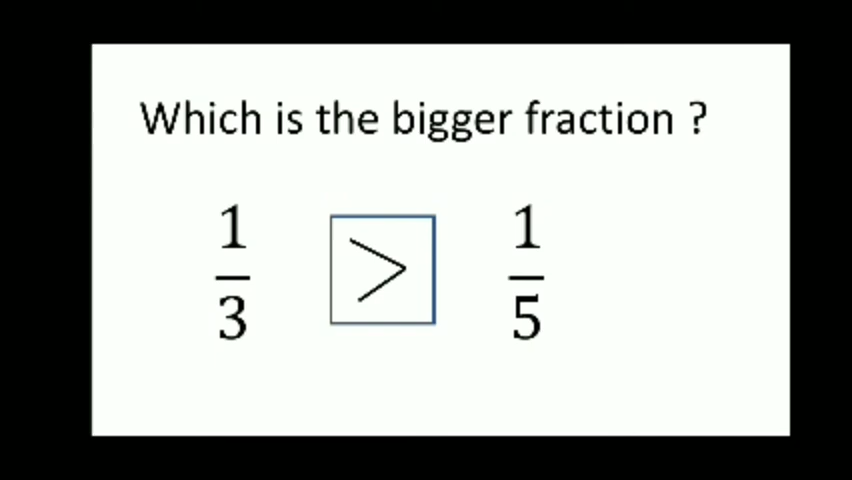 Which is the bigger fraction ?
1/3 > 1/5